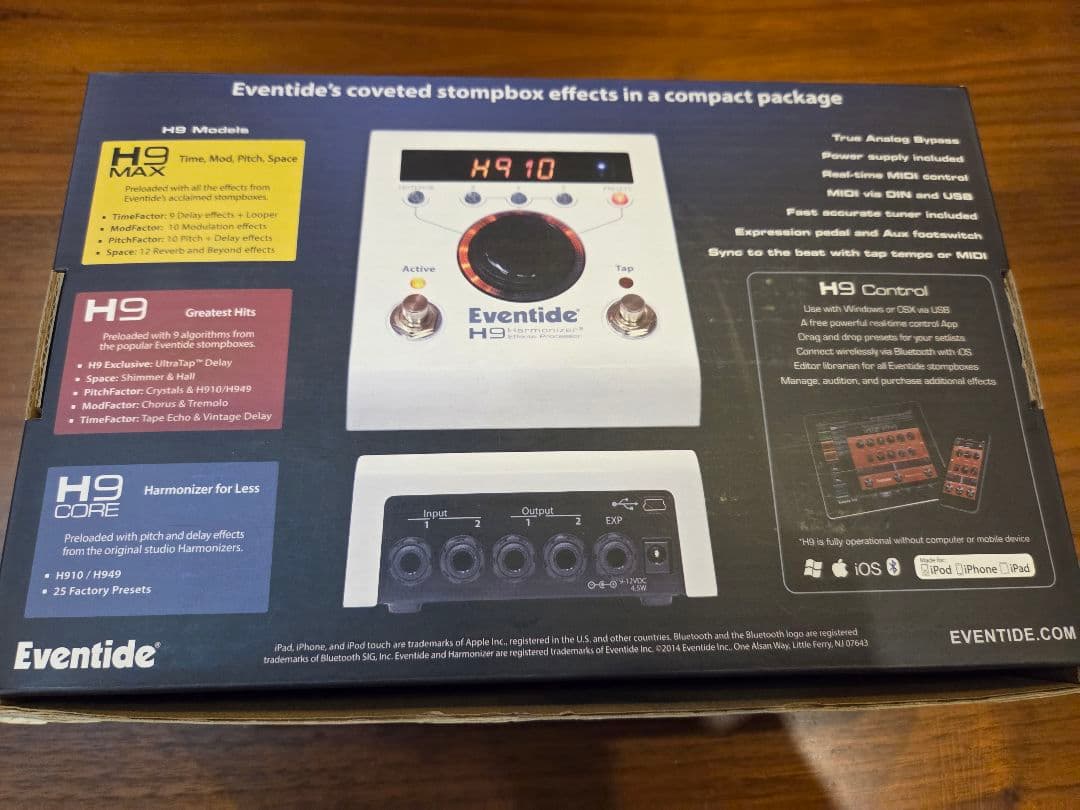 Eventide's coveted stompbox effects in a compact package
H9 Models
H9 MAX
Time, Mod, Pitch, Space
Preloaded with all the effects from
Eventide's acclaimed stompboxes.
• TimeFactor: 9 Delay effects + Looper
• ModFactor: 10 Modulation effects
• PitchFactor: 10 Pitch + Delay effects
• Space: 12 Reverb and Beyond effects
H9
Greatest Hits
Preloaded with 9 algorithms from
the popular Eventide stompboxes.
• H9 Exclusive: UltraTap™ Delay
• Space: Shimmer & Hall
• PitchFactor: Crystals & H910/H949
• ModFactor: Chorus & Tremolo
• TimeFactor: Tape Echo & Vintage Delay
H9 CORE
Harmonizer for Less
Preloaded with pitch and delay effects
from the original studio Harmonizers.
• H910 / H949
• 25 Factory Presets
H910
X
Y
Z
PRESETS
Active
Tap
Eventide®
H9 Harmonizer®
Effects Processor
Input
1 2
Output
1 2
EXP
9-12VDC
4.5W
True Analog Bypass
Power supply included
Real-time MIDI control
MIDI via DIN and USB
Fast accurate tuner included
Expression pedal and Aux footswitch
Sync to the beat with tap tempo or MIDI
H9 Control
Use with Windows or OSX via USB
A free powerful real-time control App
Drag and drop presets for your setlists
Connect wirelessly via Bluetooth with iOS
Editor librarian for all Eventide stompboxes
Manage, audition, and purchase additional effects
*H9 is fully operational without computer or mobile device
iOS
Made for:
iPod iPhone iPad
Eventide®
iPad, iPhone, and iPod touch are trademarks of Apple Inc., registered in the U.S. and other countries. Bluetooth and the Bluetooth logo are registered
trademarks of Bluetooth SIG, Inc. Eventide and Harmonizer are registered trademarks of Eventide Inc. ©2014 Eventide Inc., One Alsan Way, Little Ferry, NJ 07643
EVENTIDE.COM